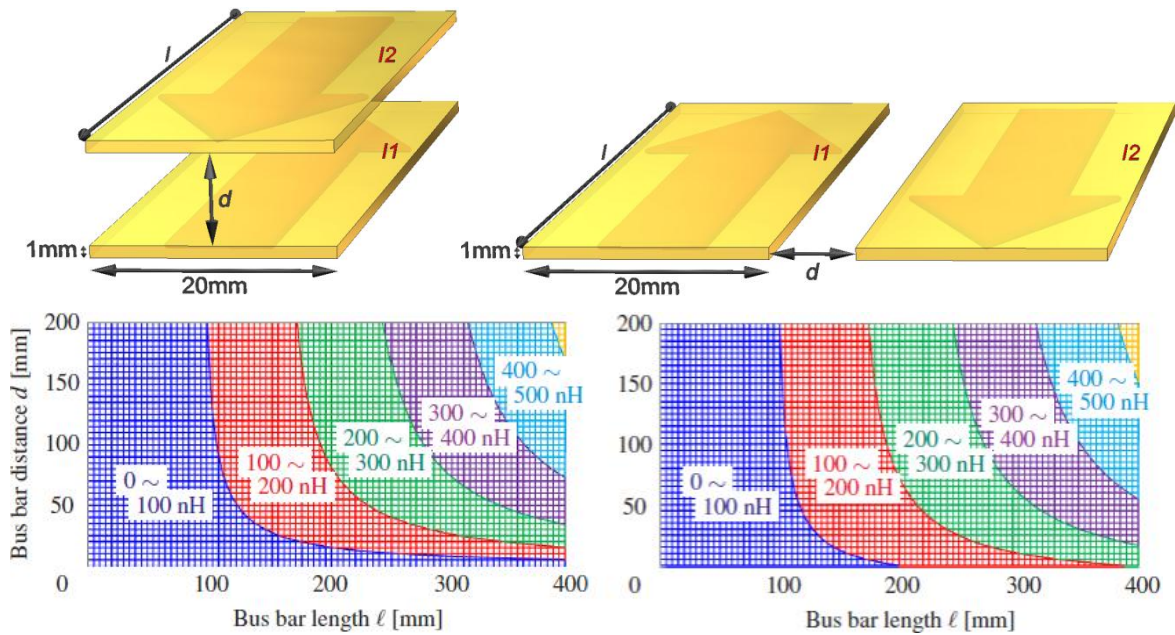 l
I2
I1
d
1mm
20mm
l
I1
I2
1mm
20mm
d
Bus bar distance d [mm]
200
150
100
50
0
0 ~
100 nH
100 ~
200 nH
200 ~
300 nH
300 ~
400 nH
400 ~
500 nH
100
200
300
400
Bus bar length ℓ [mm]
200
150
100
50
0
0 ~
100 nH
100 ~
200 nH
200 ~
300 nH
300 ~
400 nH
400 ~
500 nH
100
200
300
400
Bus bar length ℓ [mm]